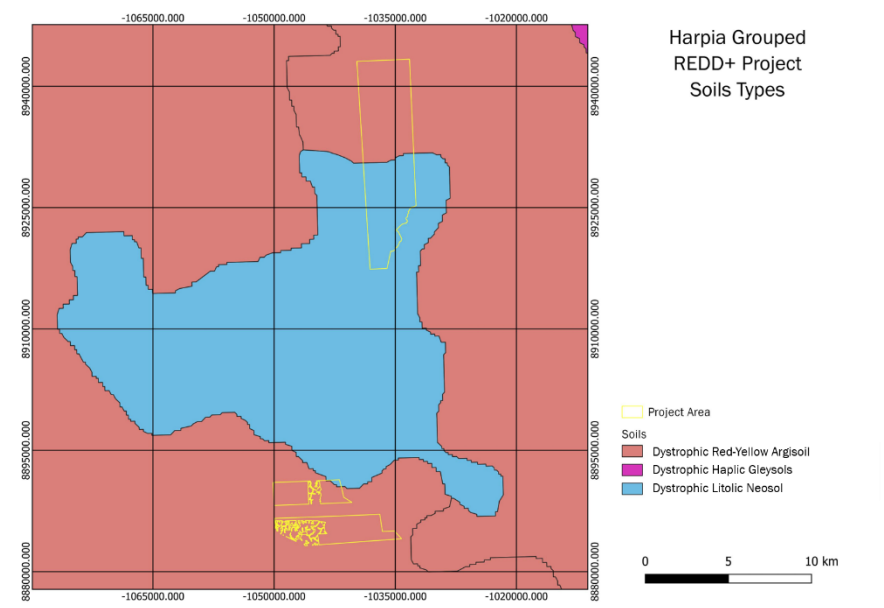 -1065000.000 -1050000.000 -1035000.000 -1020000.000
Harpia Grouped
REDD+ Project
Soils Types
8940000.000 8940000.000
8925000.000 8925000.000
8910000.000 8910000.000
8895000.000 8895000.000
8880000.000 8880000.000
-1065000.000 -1050000.000 -1035000.000 -1020000.000
Project Area
Soils
Dystrophic Red-Yellow Argisoil
Dystrophic Haplic Gleysols
Dystrophic Litolic Neosol
0 5 10 km